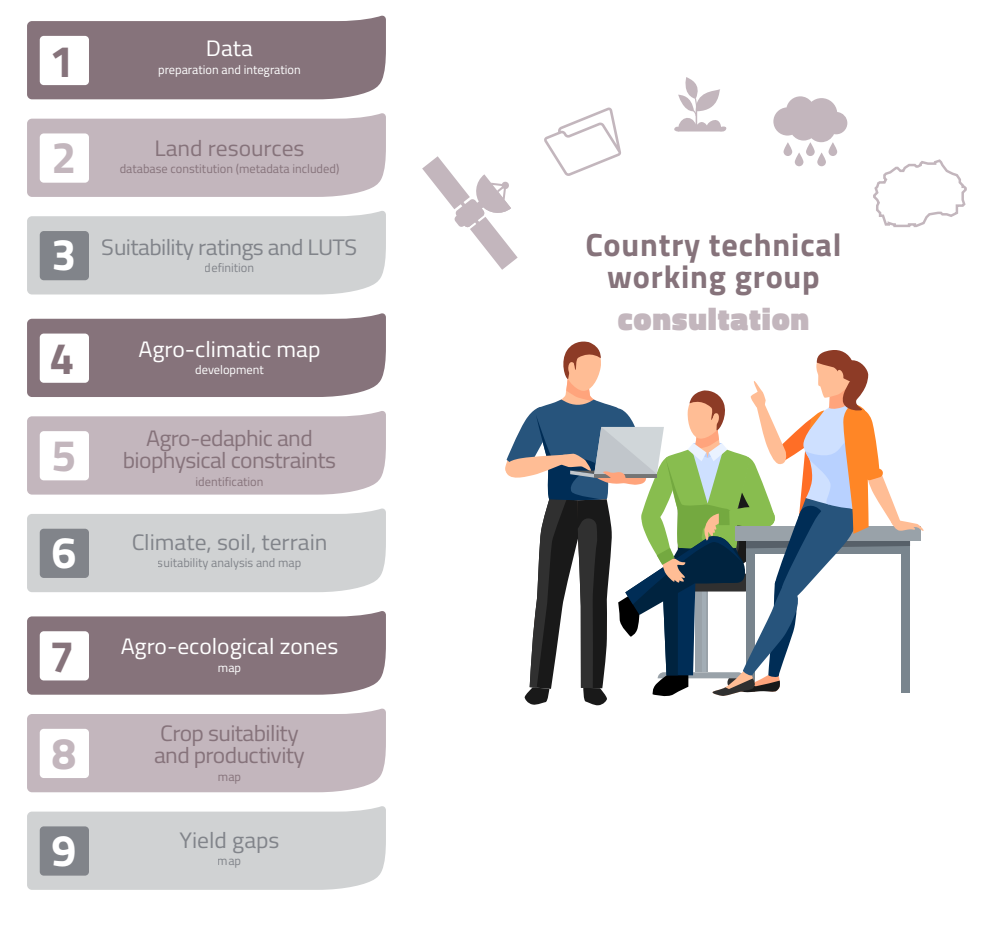 1
Data
preparation and integration
2
Land resources
database constitution (metadata included)
3
Suitability ratings and LUTS
definition
4
Agro-climatic map
development
5
Agro-edaphic and
biophysical constraints
identification
6
Climate, soil, terrain
suitability analysis and map
7
Agro-ecological zones
map
8
Crop suitability
and productivity
map
9
Yield gaps
map
Country technical
working group
consultation